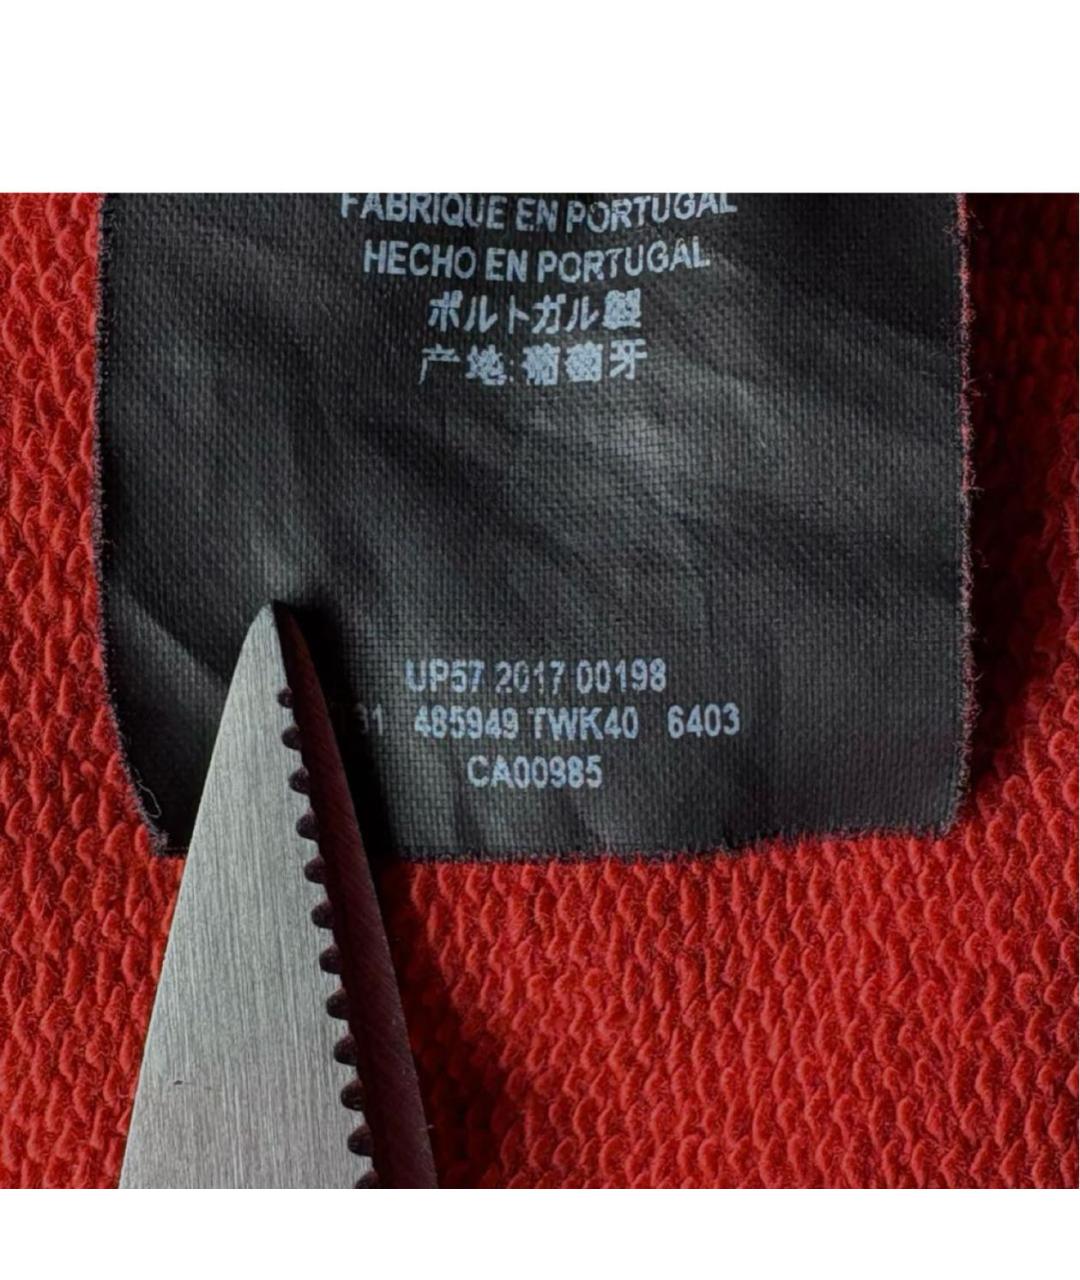 FABRIQUE EN PORTUGAL
HECHO EN PORTUGAL
ポルトガル製
产地:葡萄牙
UP57 2017 00198
485949 TWK40 6403
CA00985